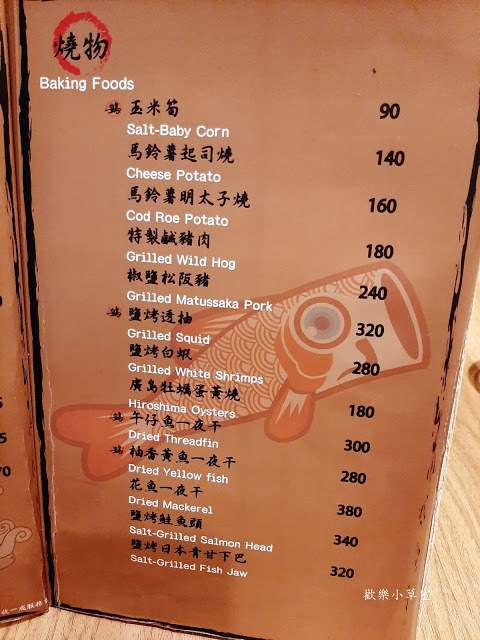 燒物
Baking Foods
玉米筍 90
Salt-Baby Corn
馬鈴薯起司燒 140
Cheese Potato
馬鈴薯明太子燒 160
Cod Roe Potato
特製鹹豬肉 180
Grilled Wild Hog
椒鹽松阪豬 240
Grilled Matussaka Pork
鹽烤透抽 320
Grilled Squid
鹽烤白蝦 280
Grilled White Shrimps
廣島牡蠣蛋黃燒 180
Hiroshima Oysters
午仔魚一夜干 300
Dried Threadfin
柚香黃魚一夜干 280
Dried Yellow fish
花魚一夜干 380
Dried Mackerel
鹽烤鮭魚頭 340
Salt-Grilled Salmon Head
鹽烤日本青甘下巴 320
Salt-Grilled Fish Jaw
歡樂小草堂